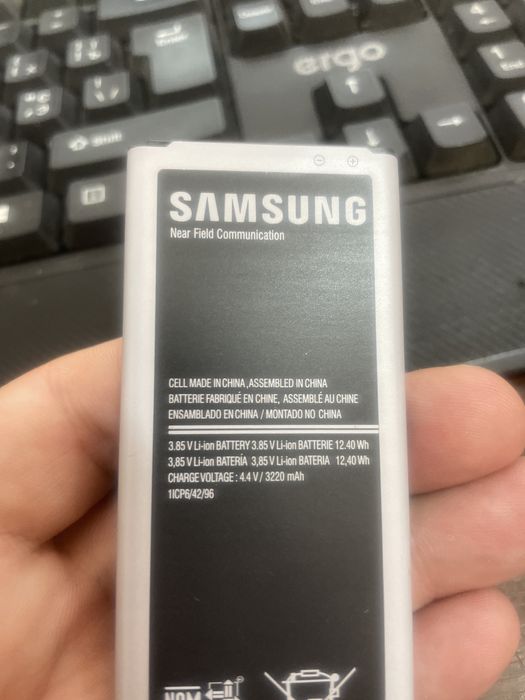 ergo
Shift
End
SAMSUNG
Near Field Communication
CELL MADE IN CHINA ,ASSEMBLED IN CHINA
BATTERIE FABRIQUÉ EN CHINE, ASSEMBLÉ AU CHINE
ENSAMBLADO EN CHINA / MONTADO NO CHINA
3.85 V Li-ion BATTERY 3.85 V Li-ion BATTERIE 12.40 Wh
3,85 V Li-ion BATERÍA 3,85 V Li-ion BATERIA 12,40 Wh
CHARGE VOLTAGE : 4.4 V / 3220 mAh
1ICP6/42/96
NOM